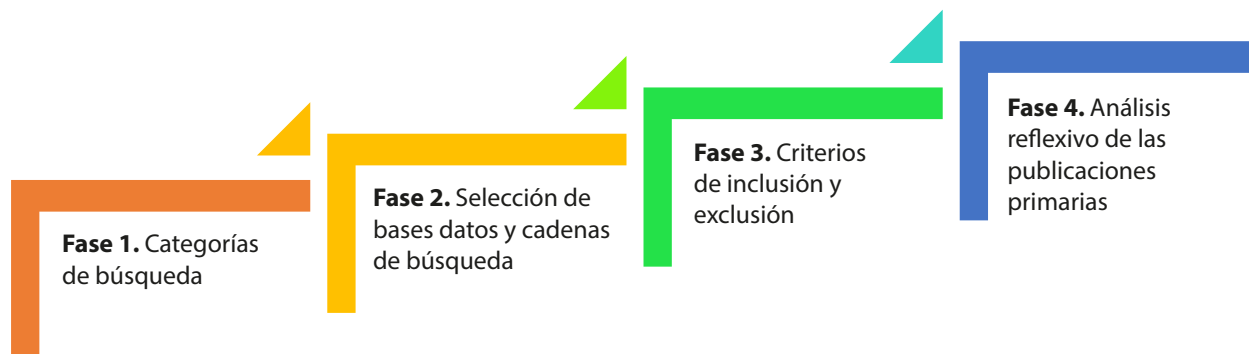 Fase 1. Categorías
de búsqueda
Fase 2. Selección de
bases datos y cadenas
de búsqueda
Fase 3. Criterios
de inclusión y
exclusión
Fase 4. Análisis
reflexivo de las
publicaciones
primarias